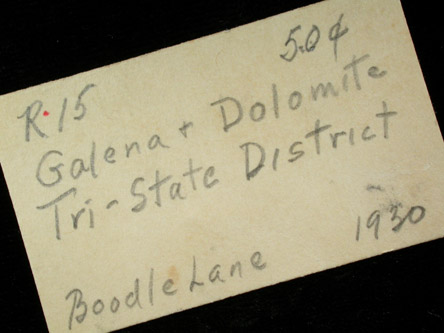 R·15 50¢
Galena + Dolomite
Tri-State District
Boodle Lane 1930